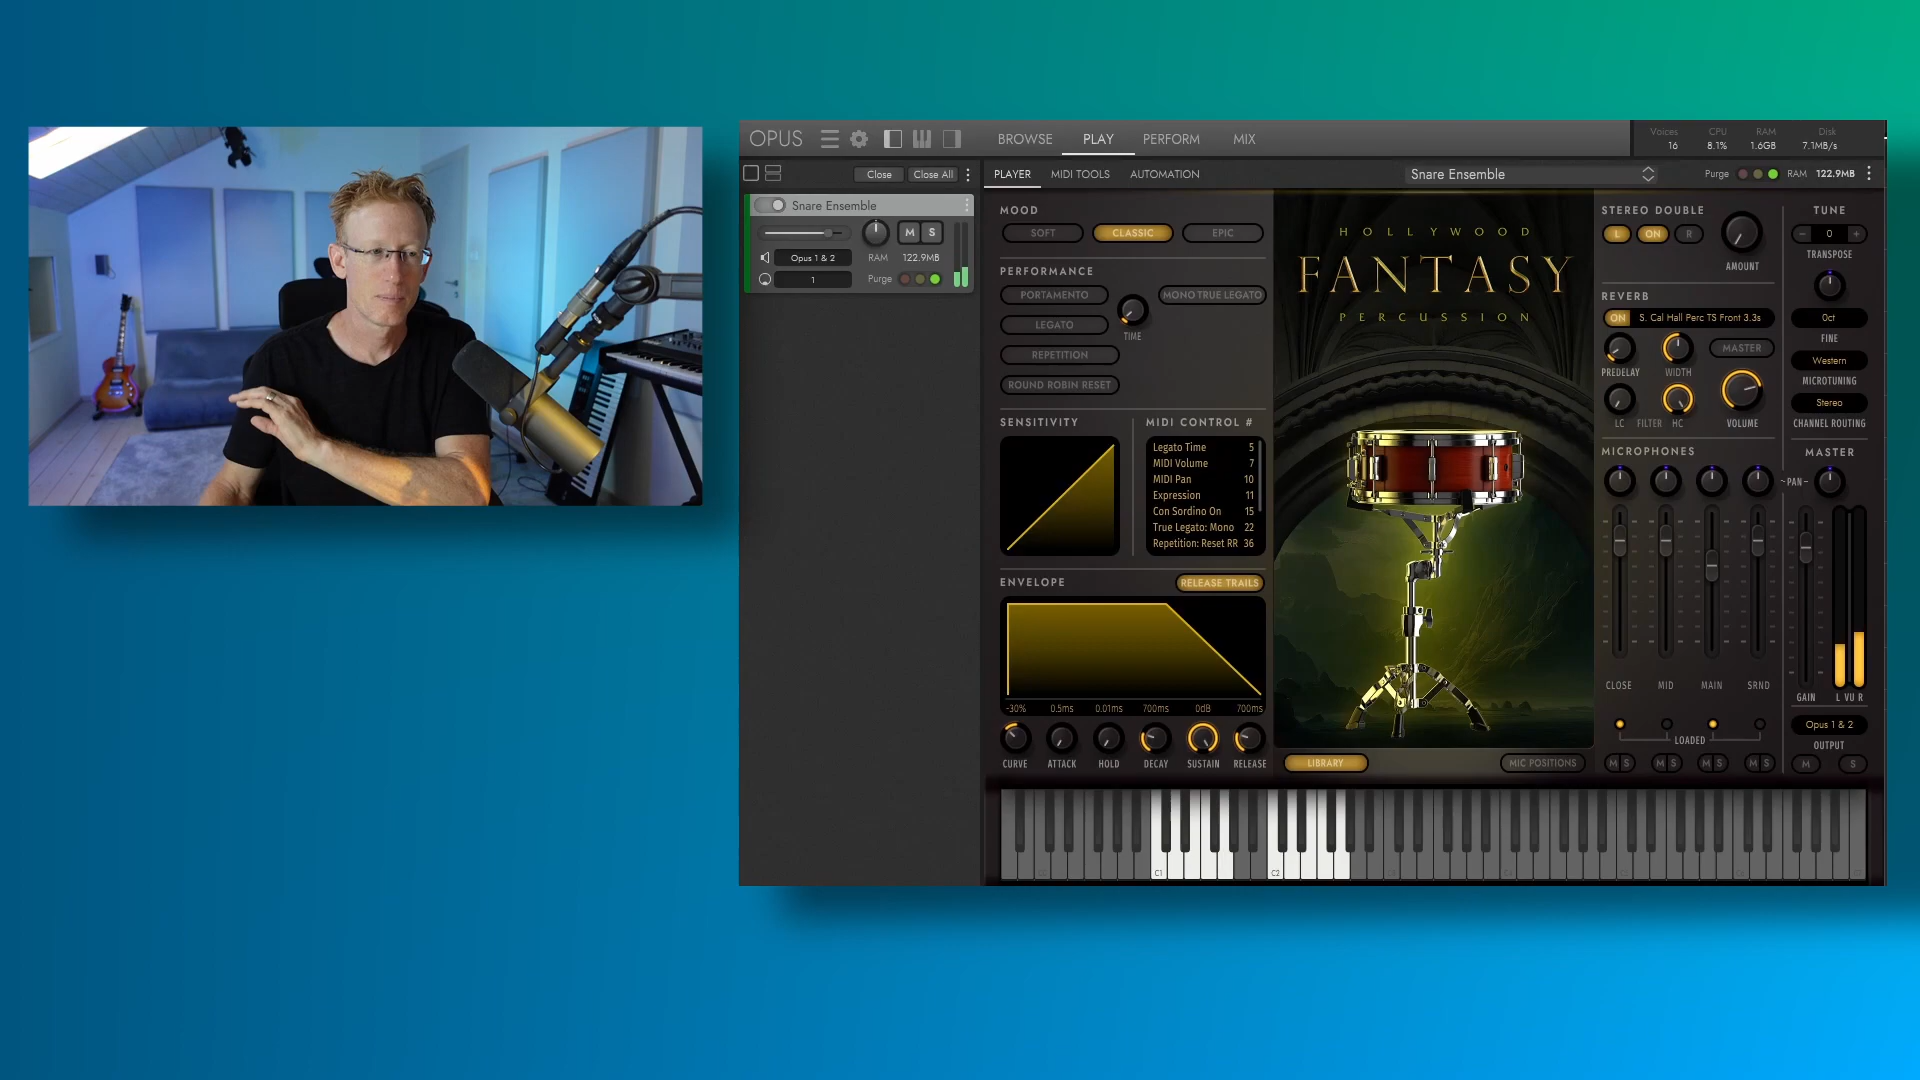 OPUS
BROWSE PLAY PERFORM MIX
Voices CPU RAM Disk
16 8.1% 1.6GB 7.1MB/s
Close Close All
PLAYER MIDI TOOLS AUTOMATION
Snare Ensemble
Purge RAM 122.9MB
Snare Ensemble
M S
Opus 1 & 2 RAM 122.9MB
1 Purge
MOOD
SOFT CLASSIC EPIC
PERFORMANCE
PORTAMENTO MONO TRUE LEGATO
LEGATO
TIME
REPETITION
ROUND ROBIN RESET
SENSITIVITY
MIDI CONTROL #
Legato Time 5
MIDI Volume 7
MIDI Pan 10
Expression 11
Con Sordino On 15
True Legato: Mono 22
Repetition: Reset RR 36
ENVELOPE RELEASE TRAILS
-30% 0.5ms 0.01ms 700ms 0dB 700ms
CURVE ATTACK HOLD DECAY SUSTAIN RELEASE
HOLLYWOOD
FANTASY
PERCUSSION
LIBRARY MIC POSITIONS
STEREO DOUBLE
L ON R
AMOUNT
REVERB
ON S. Cal Hall Perc TS Front 3.3s
PREDELAY WIDTH MASTER
LC FILTER HC VOLUME
MICROPHONES
~PAN~
CLOSE MID MAIN SRND
LOADED
M S M S M S M S
TUNE
- 0 +
TRANSPOSE
0ct
FINE
Western
MICROTUNING
Stereo
CHANNEL ROUTING
MASTER
GAIN L VU R
Opus 1 & 2
OUTPUT
M S
C1 C2